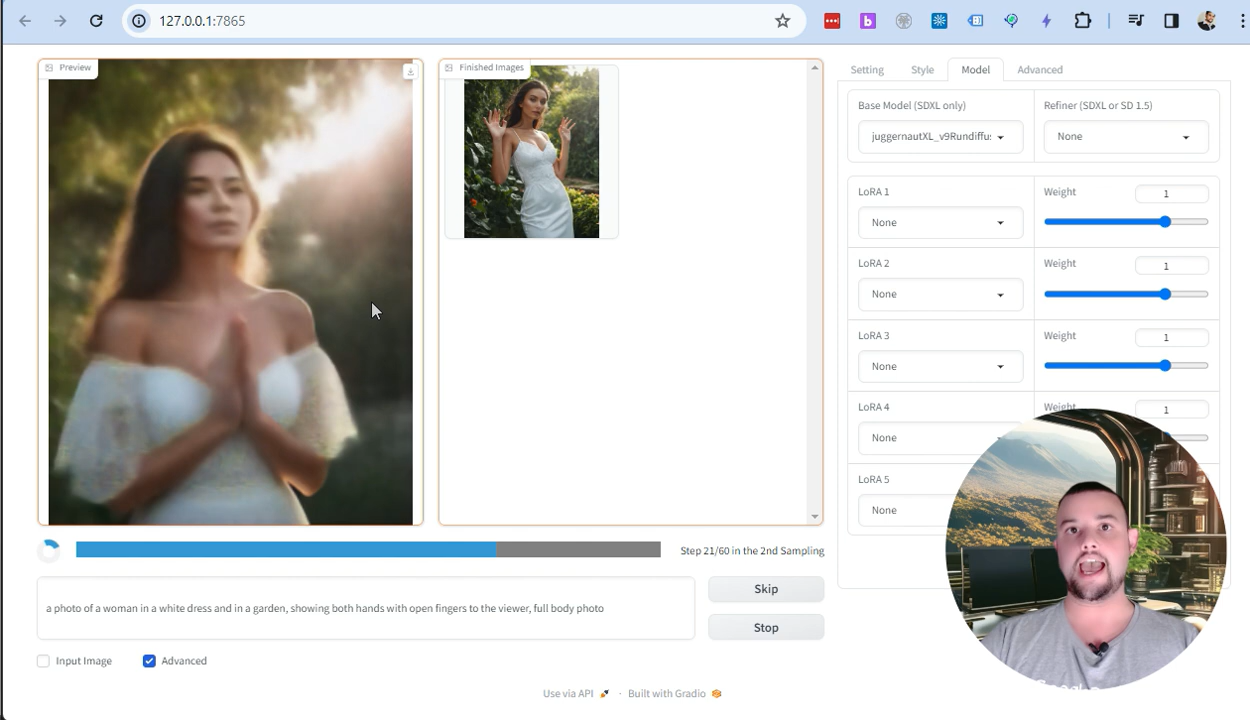 127.0.0.1:7865
Preview
Finished Images
Setting Style Model Advanced
Base Model (SDXL only) Refiner (SDXL or SD 1.5)
juggernautXL_v9Rundiffu: None
LoRA 1 Weight 1
None
LoRA 2 Weight 1
None
LoRA 3 Weight 1
None
LoRA 4 Weight 1
None
LoRA 5
None
Step 21/60 in the 2nd Sampling
a photo of a woman in a white dress and in a garden, showing both hands with open fingers to the viewer, full body photo
Skip
Stop
Input Image Advanced
Use via API · Built with Gradio